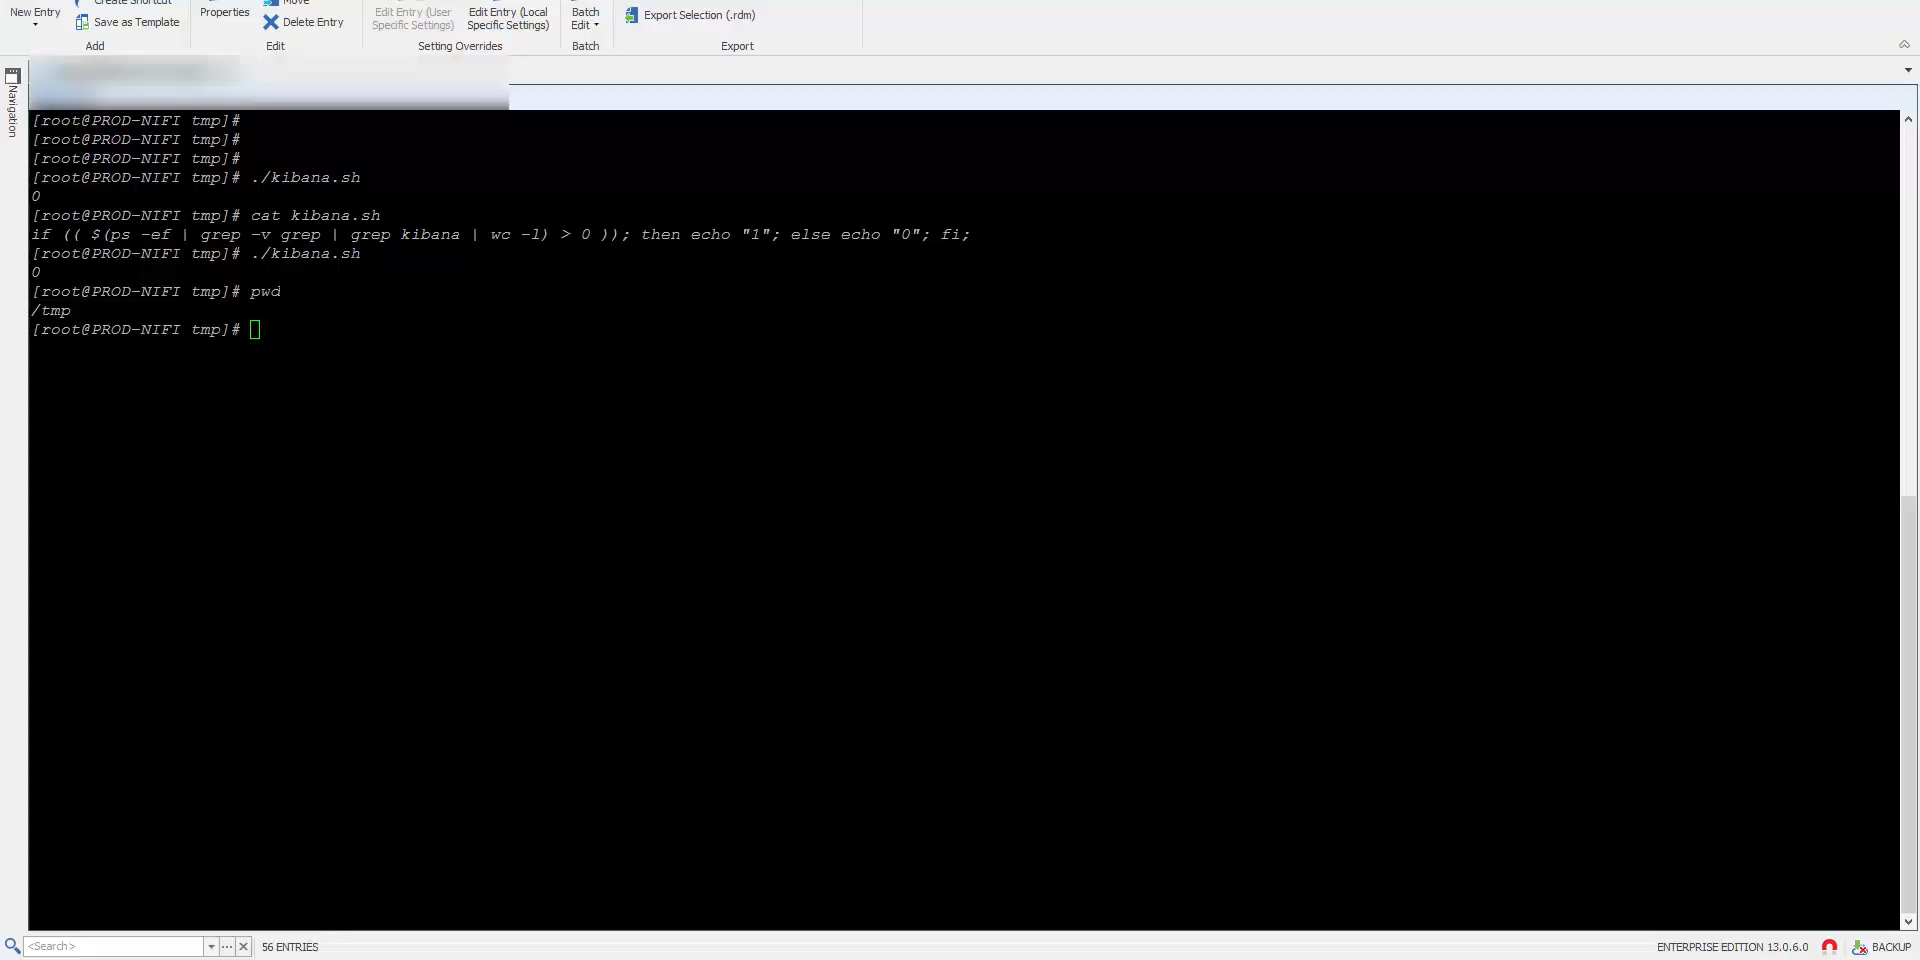 New Entry
Create Shortcut
Save as Template
Add
Properties
Move
Delete Entry
Edit
Edit Entry (User
Specific Settings)
Edit Entry (Local
Specific Settings)
Setting Overrides
Batch
Edit
Batch
Export Selection (.rdm)
Export
Navigation
[root@PROD-NIFI tmp]#
[root@PROD-NIFI tmp]#
[root@PROD-NIFI tmp]#
[root@PROD-NIFI tmp]# ./kibana.sh
0
[root@PROD-NIFI tmp]# cat kibana.sh
if (( $(ps -ef | grep -v grep | grep kibana | wc -l) > 0 )); then echo "1"; else echo "0"; fi;
[root@PROD-NIFI tmp]# ./kibana.sh
0
[root@PROD-NIFI tmp]# pwd
/tmp
[root@PROD-NIFI tmp]#
<Search>
56 ENTRIES
ENTERPRISE EDITION 13.0.6.0
BACKUP